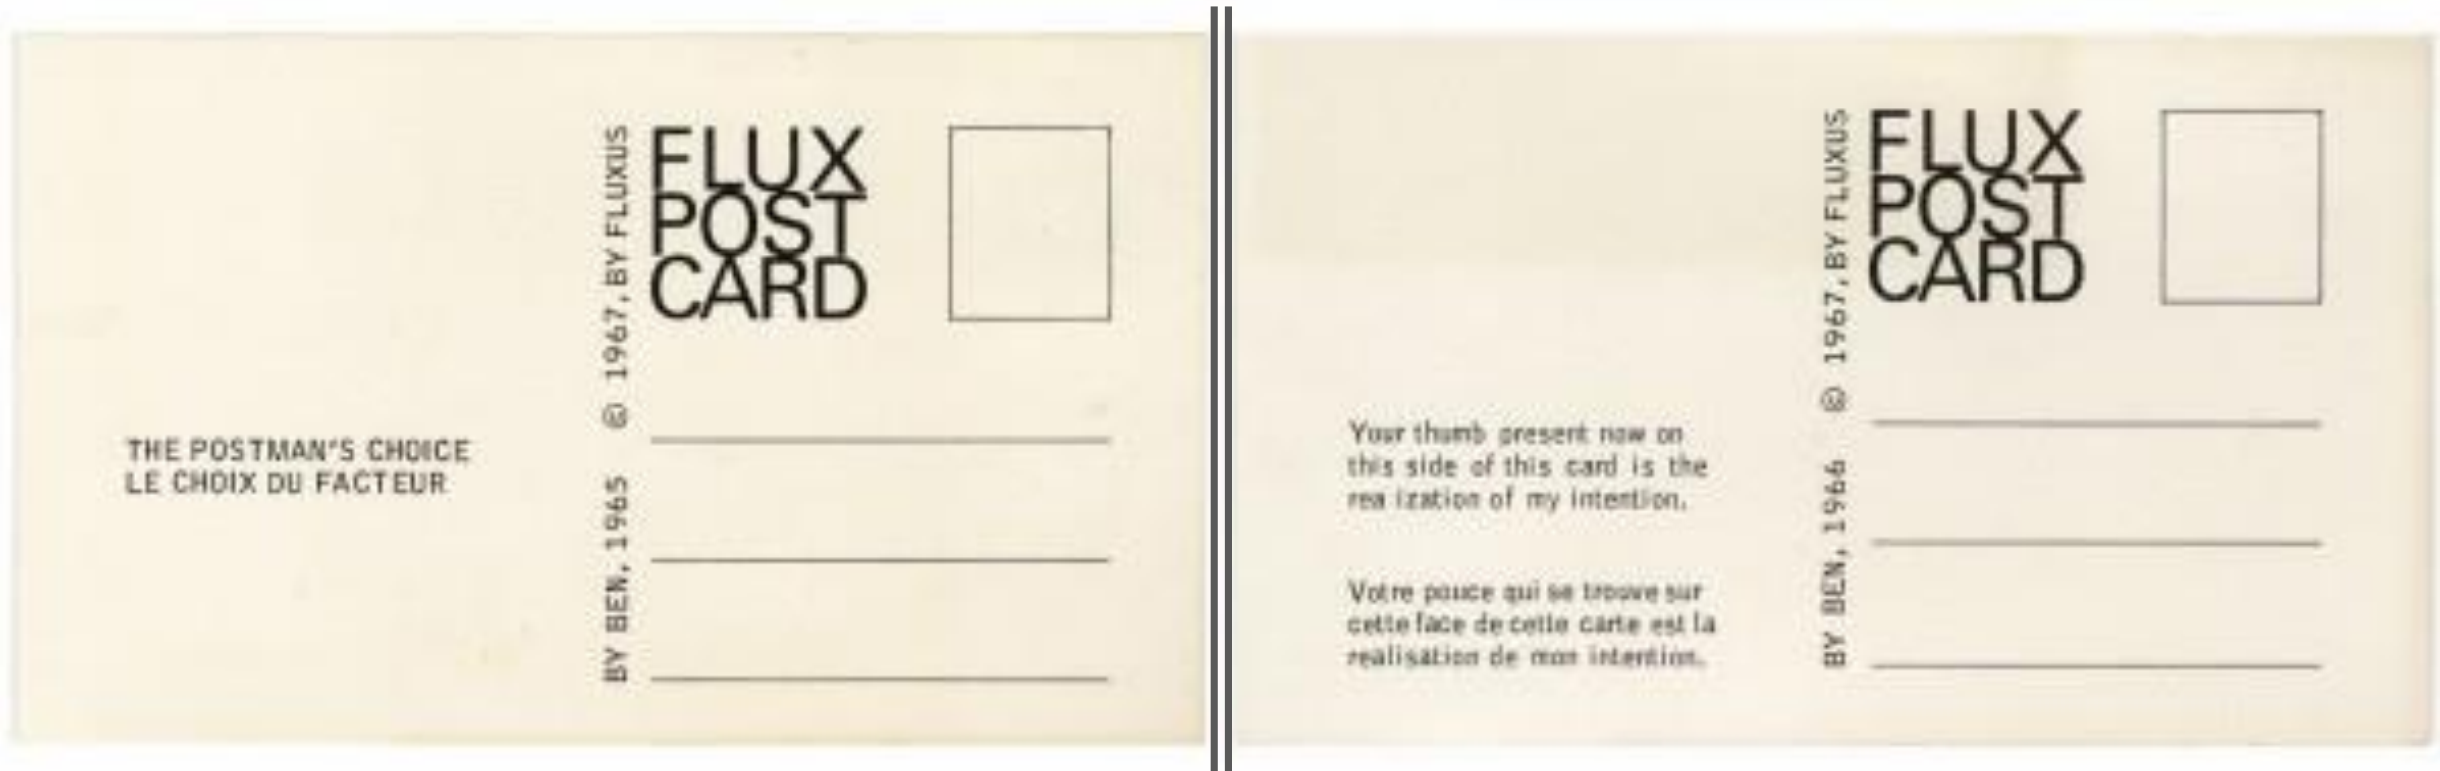 THE POSTMAN'S CHOICE
LE CHOIX DU FACTEUR
BY BEN, 1965 © 1967, BY FLUXUS
FLUX
POST
CARD
Your thumb present now on
this side of this card is the
rea ization of my intention.
Votre pouce qui se trouve sur
cette face de cette carte est la
realisation de mon intention.
BY BEN, 1966 © 1967, BY FLUXUS
FLUX
POST
CARD